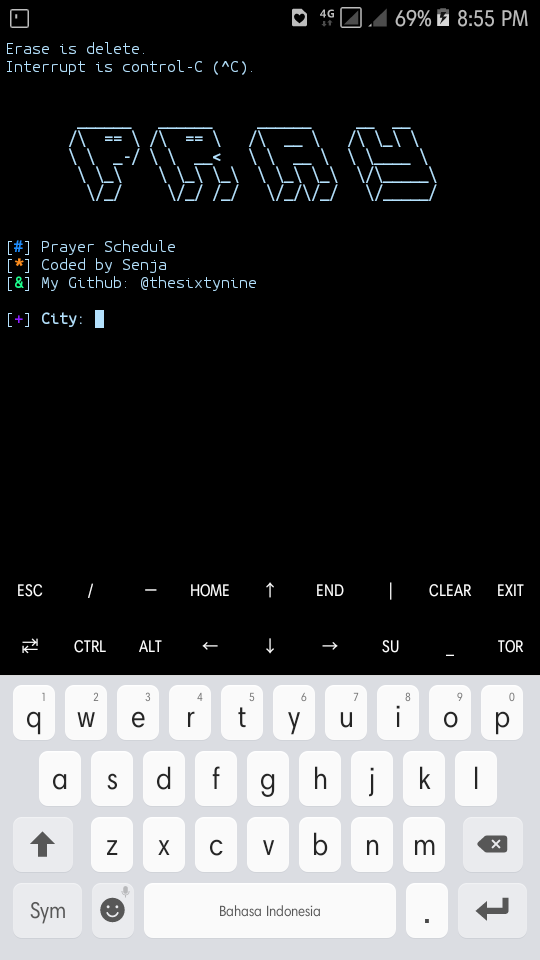 4G 69% 8:55 PM
Erase is delete.
Interrupt is control-C (^C).
PRAY
[#] Prayer Schedule
[*] Coded by Senja
[&] My Github: @thesixtynine
[+] City:
ESC / — HOME ↑ END | CLEAR EXIT
⇄ CTRL ALT ← ↓ → SU _ TOR
1 2 3 4 5 6 7 8 9 0
q w e r t y u i o p
a s d f g h j k l
z x c v b n m
Sym Bahasa Indonesia .